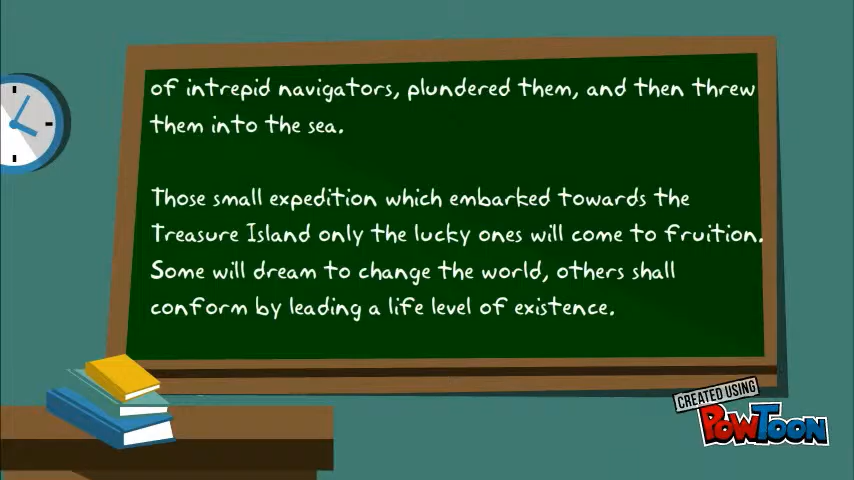 of intrepid navigators, plundered them, and then threw
them into the sea.
Those small expedition which embarked towards the
Treasure Island only the lucky ones will come to fruition.
Some will dream to change the world, others shall
conform by leading a life level of existence.
CREATED USING
PowToon